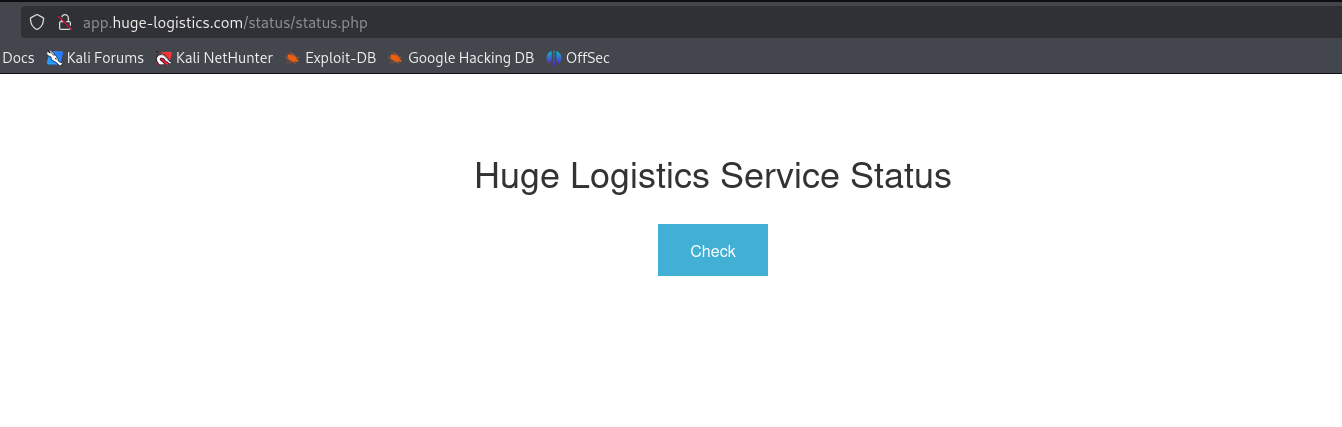 app.huge-logistics.com/status/status.php
Docs Kali Forums Kali NetHunter Exploit-DB Google Hacking DB OffSec
Huge Logistics Service Status
Check